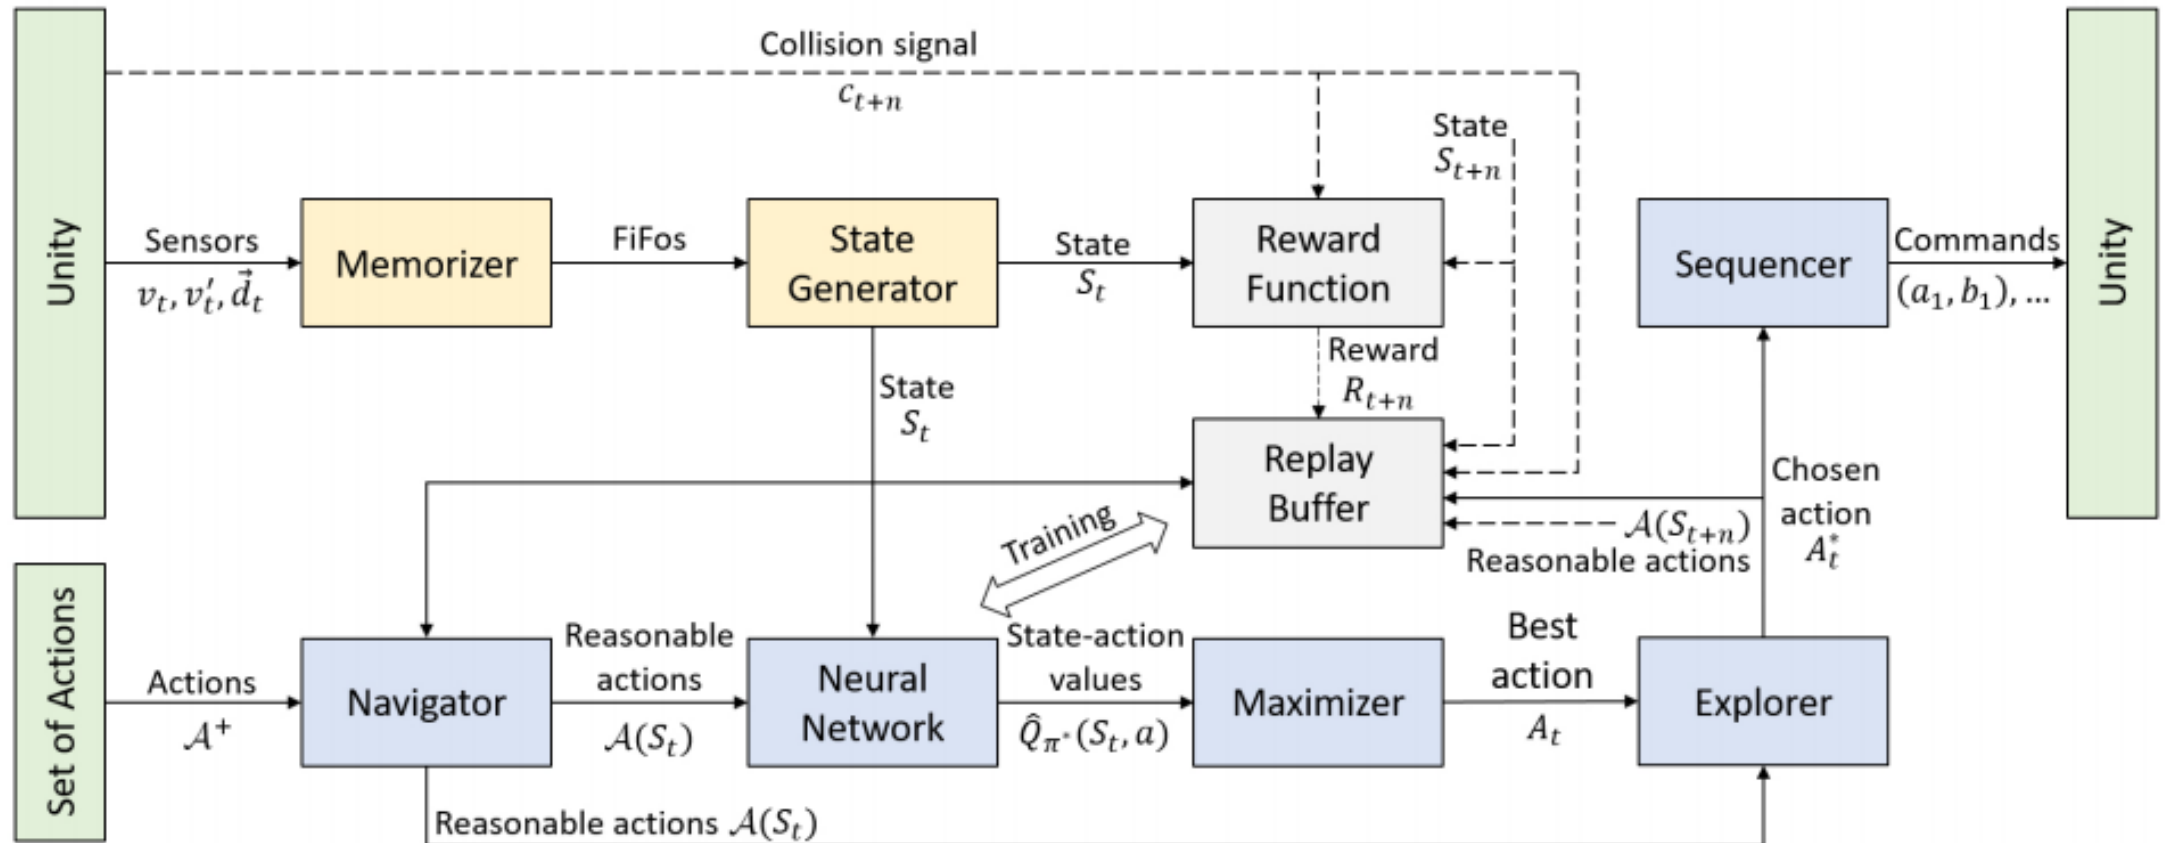 Collision signal
c_{t+n}
State
S_{t+n}
Unity
Sensors
v_t, v'_t, \vec{d}_t
Memorizer
FiFos
State
Generator
State
S_t
Reward
Function
Sequencer
Commands
(a_1, b_1), ...
Unity
Reward
R_{t+n}
State
S_t
Replay
Buffer
Chosen
action
A^*_t
𝒜(S_{t+n})
Reasonable actions
Training
Set of Actions
Actions
𝒜^+
Navigator
Reasonable
actions
𝒜(S_t)
Neural
Network
State-action
values
\hat{Q}_{π^*}(S_t, a)
Maximizer
Best
action
A_t
Explorer
Reasonable actions 𝒜(S_t)